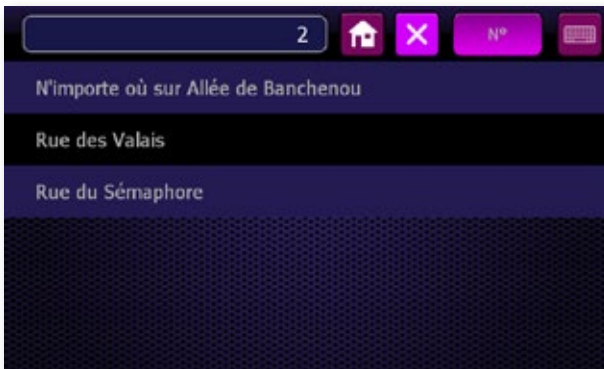 2 N°
N'importe où sur Allée de Banchenou
Rue des Valais
Rue du Sémaphore